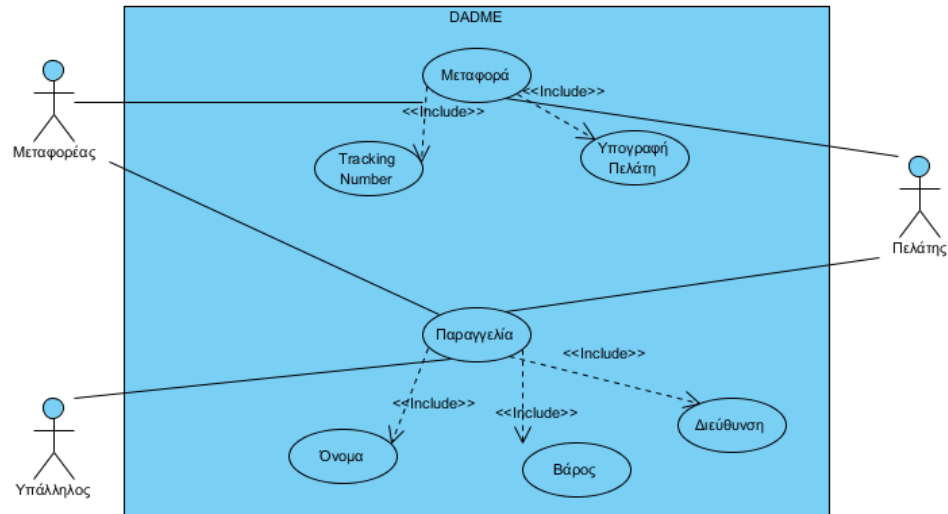 DADME
Μεταφορά
<<Include>>
<<Include>>
Μεταφορέας
Tracking
Number
Υπογραφή
Πελάτη
Πελάτης
Παραγγελία
<<Include>>
<<Include>>
<<Include>>
Διεύθυνση
Όνομα
Βάρος
Υπάλληλος